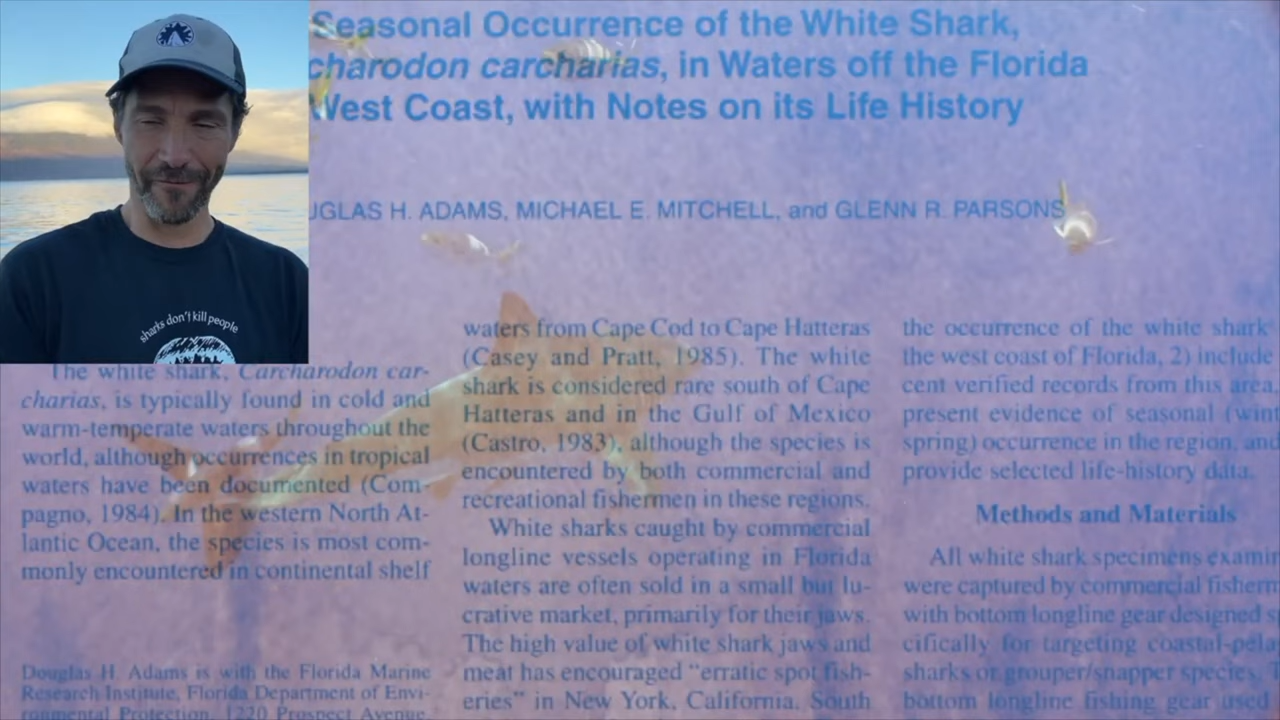 Seasonal Occurrence of the White Shark,
charodon carcharias, in Waters off the Florida
West Coast, with Notes on its Life History
UGLAS H. ADAMS, MICHAEL E. MITCHELL, and GLENN R. PARSONS
sharks don't kill people
The white shark, Carcharodon car-
charias, is typically found in cold and
warm-temperate waters throughout the
world, although occurrences in tropical
waters have been documented (Com-
pagno, 1984). In the western North At-
lantic Ocean, the species is most com-
monly encountered in continental shelf
Douglas H. Adams is with the Florida Marine
Research Institute, Florida Department of Envi-
ronmental Protection, 1220 Prospect Avenue,
waters from Cape Cod to Cape Hatteras
(Casey and Pratt, 1985). The white
shark is considered rare south of Cape
Hatteras and in the Gulf of Mexico
(Castro, 1983), although the species is
encountered by both commercial and
recreational fishermen in these regions.
White sharks caught by commercial
longline vessels operating in Florida
waters are often sold in a small but lu-
crative market, primarily for their jaws.
The high value of white shark jaws and
meat has encouraged "erratic spot fish-
eries" in New York, California, South
the occurrence of the white shark
the west coast of Florida, 2) include
cent verified records from this area,
present evidence of seasonal (wint
spring) occurrence in the region, and
provide selected life-history data.
Methods and Materials
All white shark specimens examin
were captured by commercial fisherm
with bottom longline gear designed s
cifically for targeting coastal-pela
sharks or grouper/snapper species. T
bottom longline fishing gear used